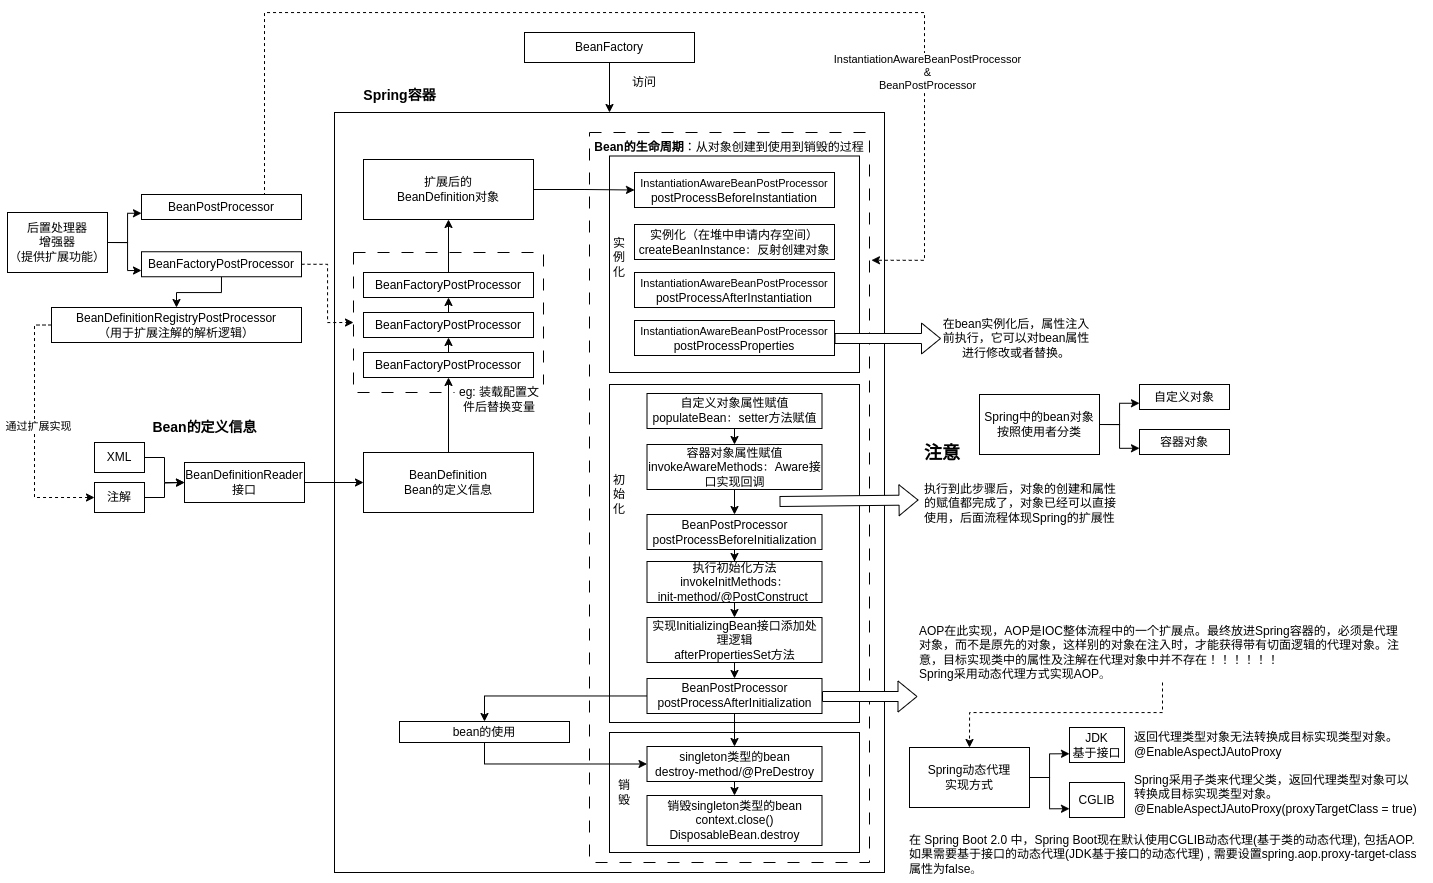 BeanFactory
访问
InstantiationAwareBeanPostProcessor
&
BeanPostProcessor
Spring容器
Bean的生命周期：从对象创建到使用到销毁的过程
后置处理器
增强器
（提供扩展功能）
BeanPostProcessor
BeanFactoryPostProcessor
BeanDefinitionRegistryPostProcessor
（用于扩展注解的解析逻辑）
通过扩展实现
Bean的定义信息
XML
注解
BeanDefinitionReader
接口
扩展后的
BeanDefinition对象
BeanFactoryPostProcessor
BeanFactoryPostProcessor
BeanFactoryPostProcessor
eg: 装载配置文
件后替换变量
BeanDefinition
Bean的定义信息
实
例
化
InstantiationAwareBeanPostProcessor
postProcessBeforeInstantiation
实例化（在堆中申请内存空间）
createBeanInstance：反射创建对象
InstantiationAwareBeanPostProcessor
postProcessAfterInstantiation
InstantiationAwareBeanPostProcessor
postProcessProperties
在bean实例化后，属性注入
前执行，它可以对bean属性
进行修改或者替换。
初
始
化
自定义对象属性赋值
populateBean：setter方法赋值
容器对象属性赋值
invokeAwareMethods：Aware接
口实现回调
BeanPostProcessor
postProcessBeforeInitialization
执行初始化方法
invokeInitMethods：
init-method/@PostConstruct
实现InitializingBean接口添加处
理逻辑
afterPropertiesSet方法
BeanPostProcessor
postProcessAfterInitialization
bean的使用
销
毁
singleton类型的bean
destroy-method/@PreDestroy
销毁singleton类型的bean
context.close()
DisposableBean.destroy
Spring中的bean对象
按照使用者分类
自定义对象
容器对象
注意
执行到此步骤后，对象的创建和属性
的赋值都完成了，对象已经可以直接
使用，后面流程体现Spring的扩展性
AOP在此实现，AOP是IOC整体流程中的一个扩展点。最终放进Spring容器的，必须是代理
对象，而不是原先的对象，这样别的对象在注入时，才能获得带有切面逻辑的代理对象。注
意，目标实现类中的属性及注解在代理对象中并不存在！！！！！！
Spring采用动态代理方式实现AOP。
Spring动态代理
实现方式
JDK
基于接口
返回代理类型对象无法转换成目标实现类型对象。
@EnableAspectJAutoProxy
CGLIB
Spring采用子类来代理父类，返回代理类型对象可以
转换成目标实现类型对象。
@EnableAspectJAutoProxy(proxyTargetClass = true)
在 Spring Boot 2.0 中，Spring Boot现在默认使用CGLIB动态代理(基于类的动态代理), 包括AOP.
如果需要基于接口的动态代理(JDK基于接口的动态代理) , 需要设置spring.aop.proxy-target-class
属性为false。